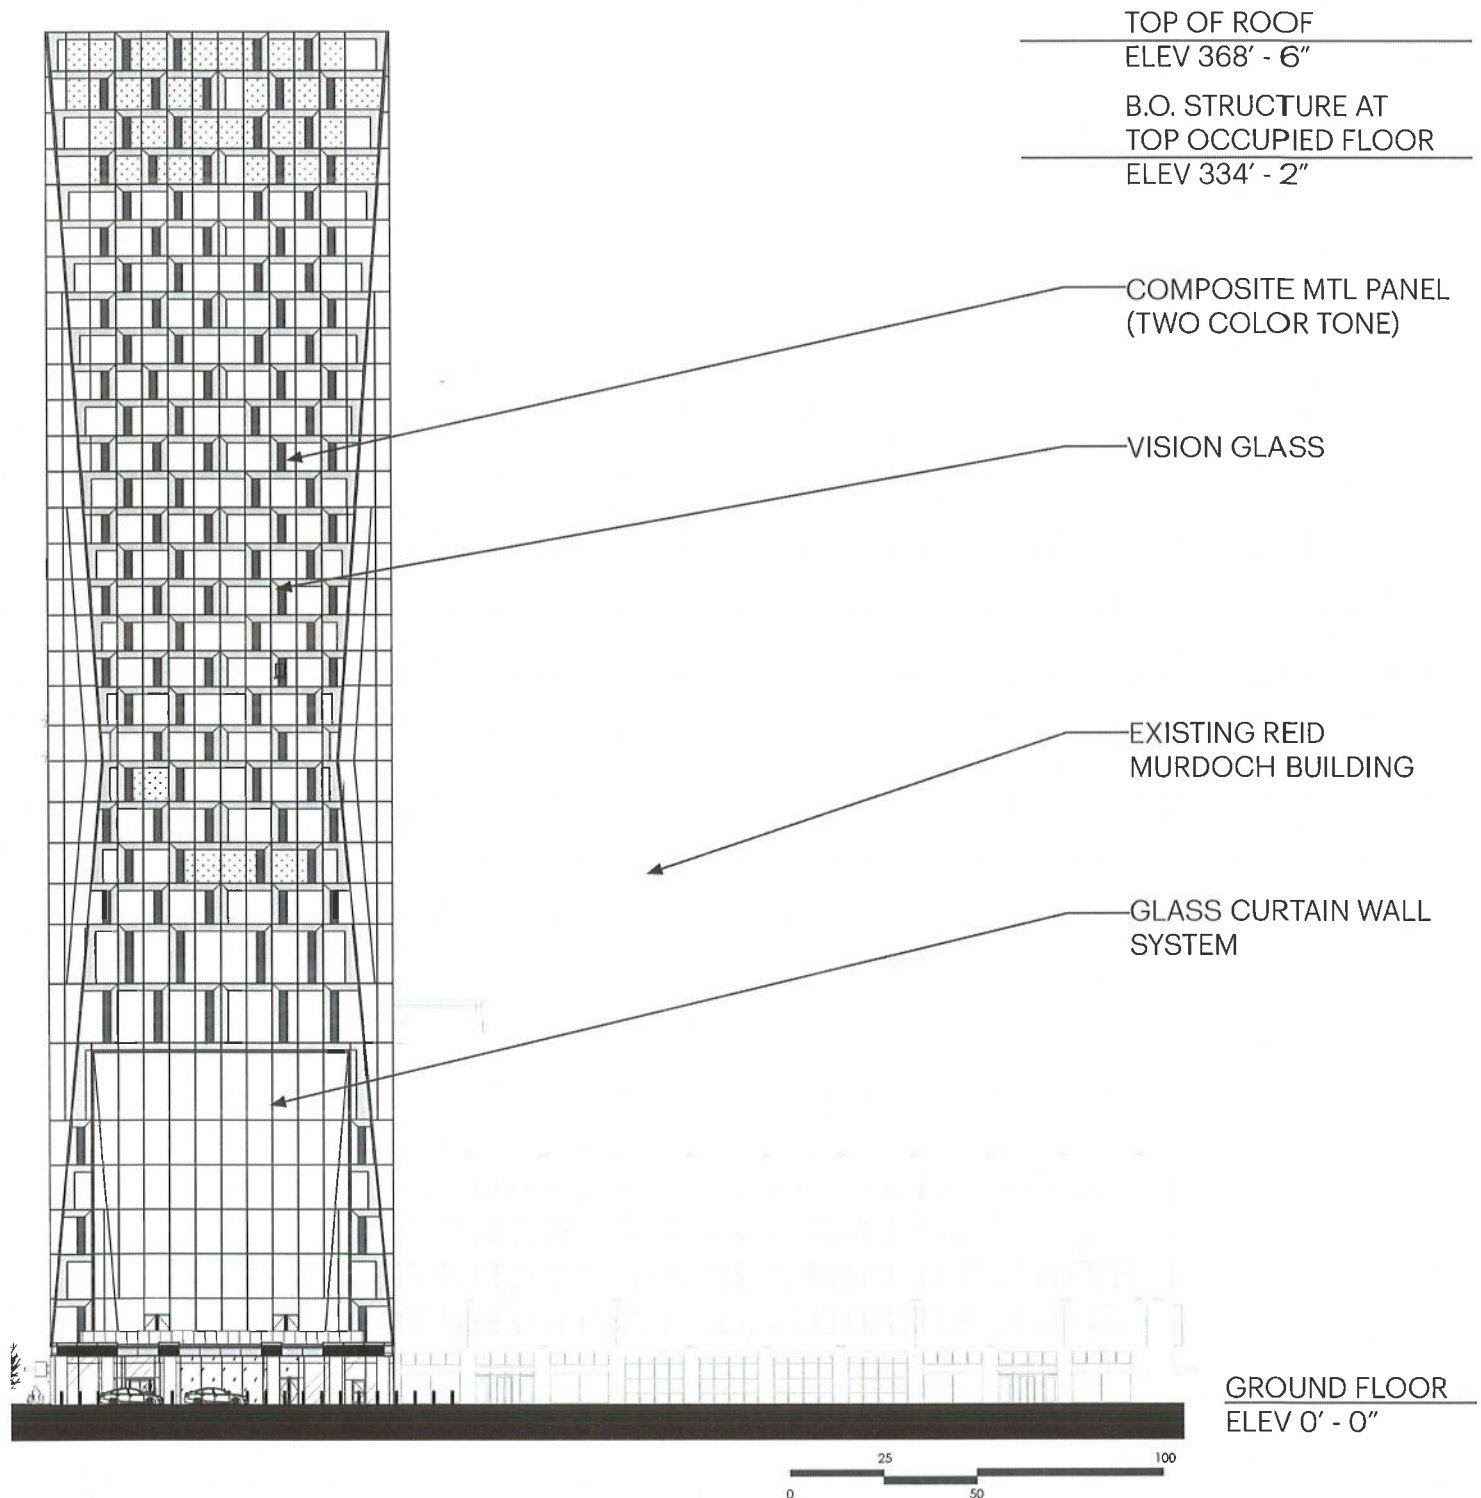 TOP OF ROOF
ELEV 368' - 6"
B.O. STRUCTURE AT
TOP OCCUPIED FLOOR
ELEV 334' - 2"
COMPOSITE MTL PANEL
(TWO COLOR TONE)
VISION GLASS
EXISTING REID
MURDOCH BUILDING
GLASS CURTAIN WALL
SYSTEM
GROUND FLOOR
ELEV 0' - 0"
25
100
0
50